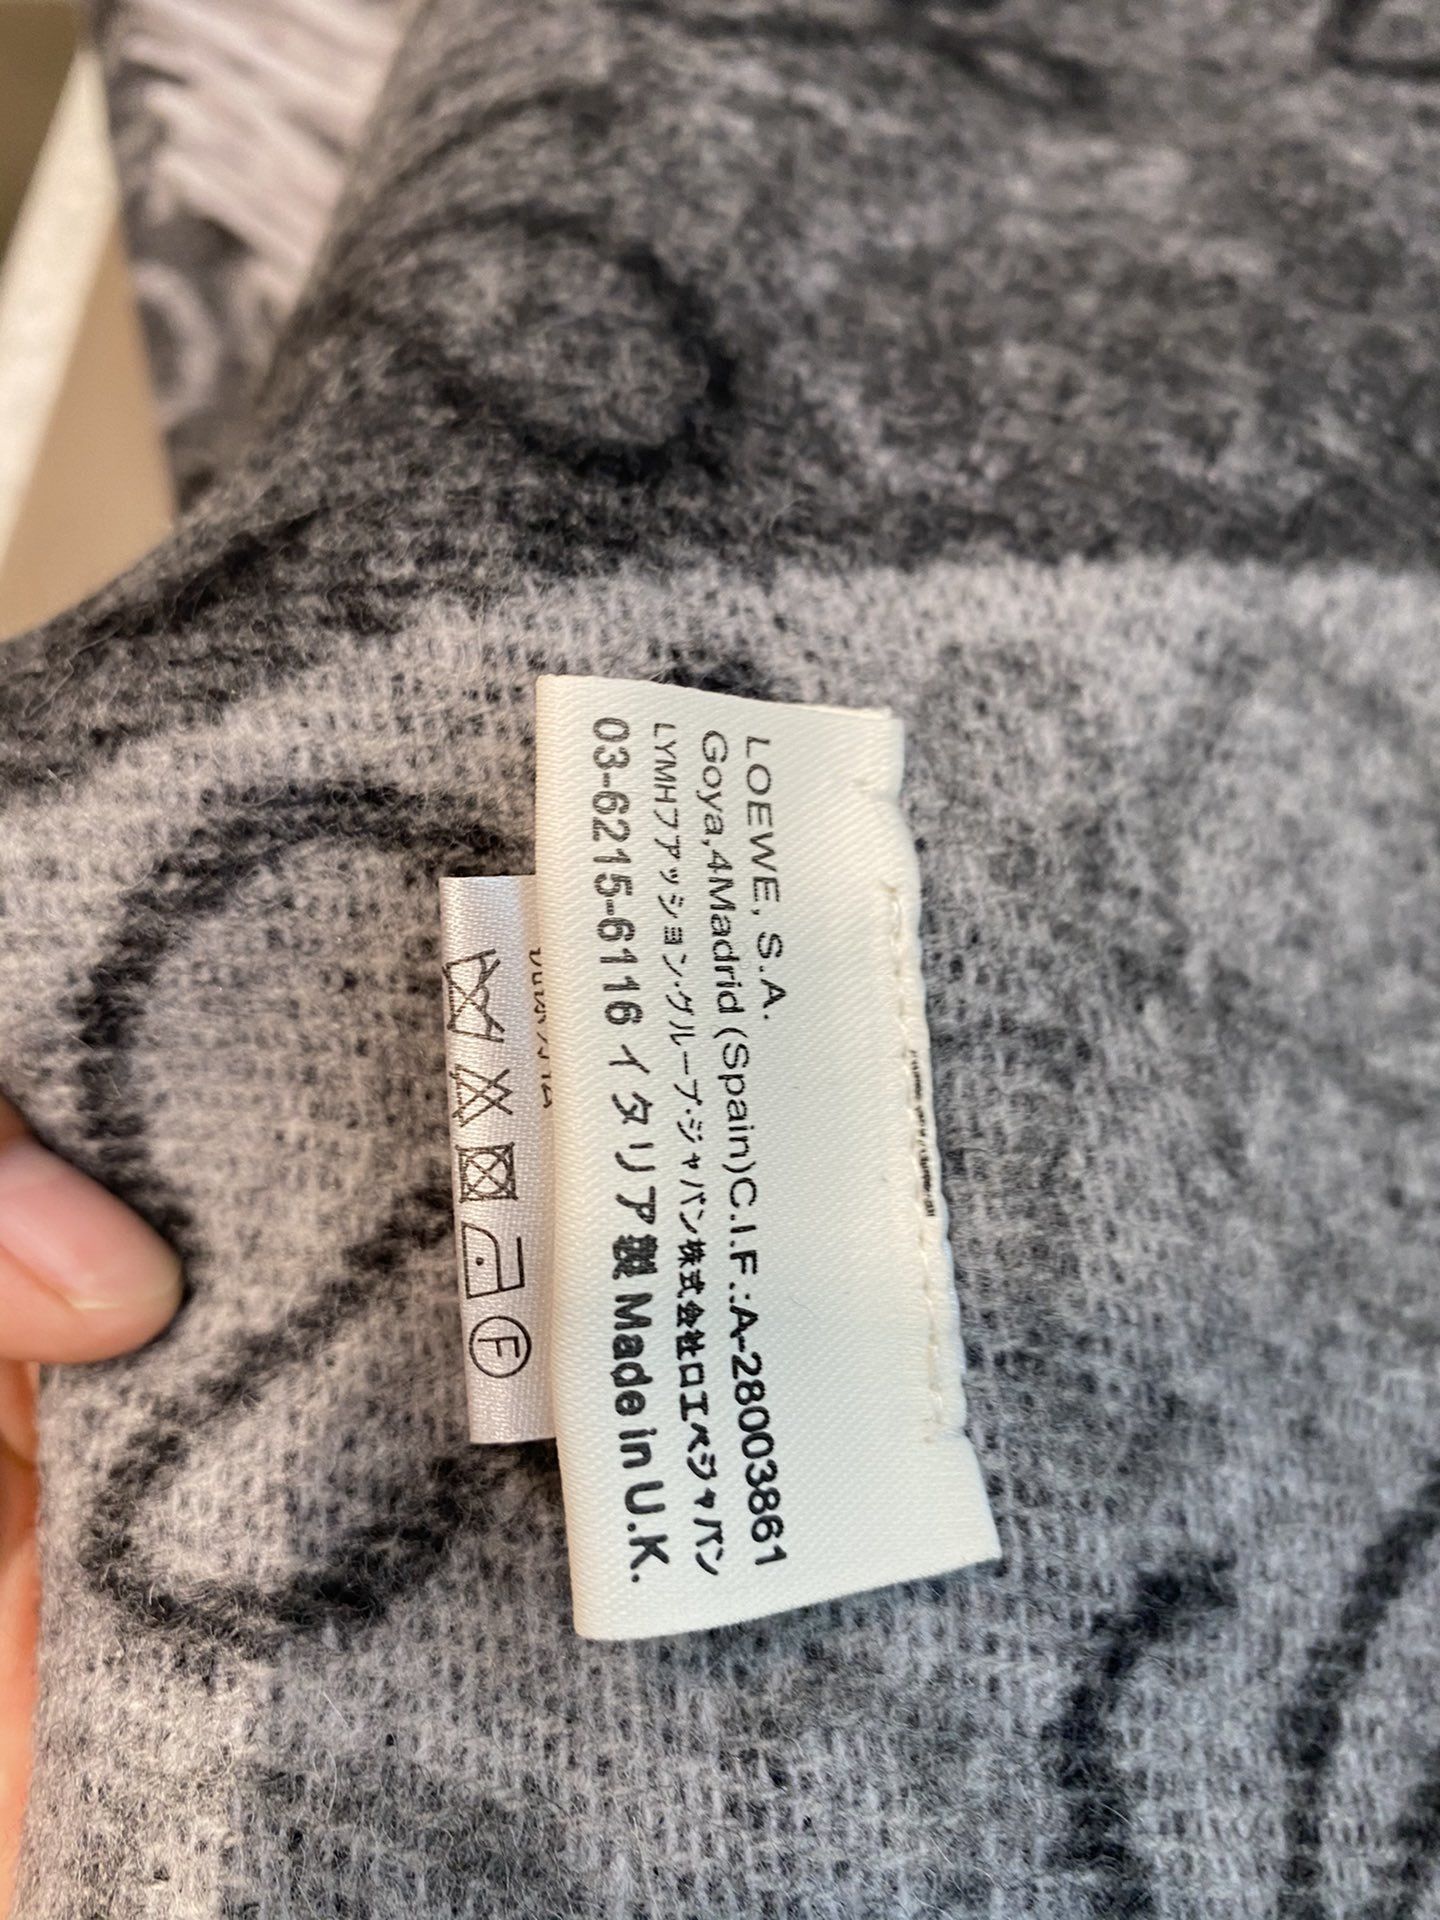 LOEWE, S.A.
Goya,4Madrid (Spain)C.I.F.:A-28003861
LYMHファッション・グループ・ジャパン株式会社ロエベジャパン
03-6215-6116 イタリア製 Made in U.K.
F